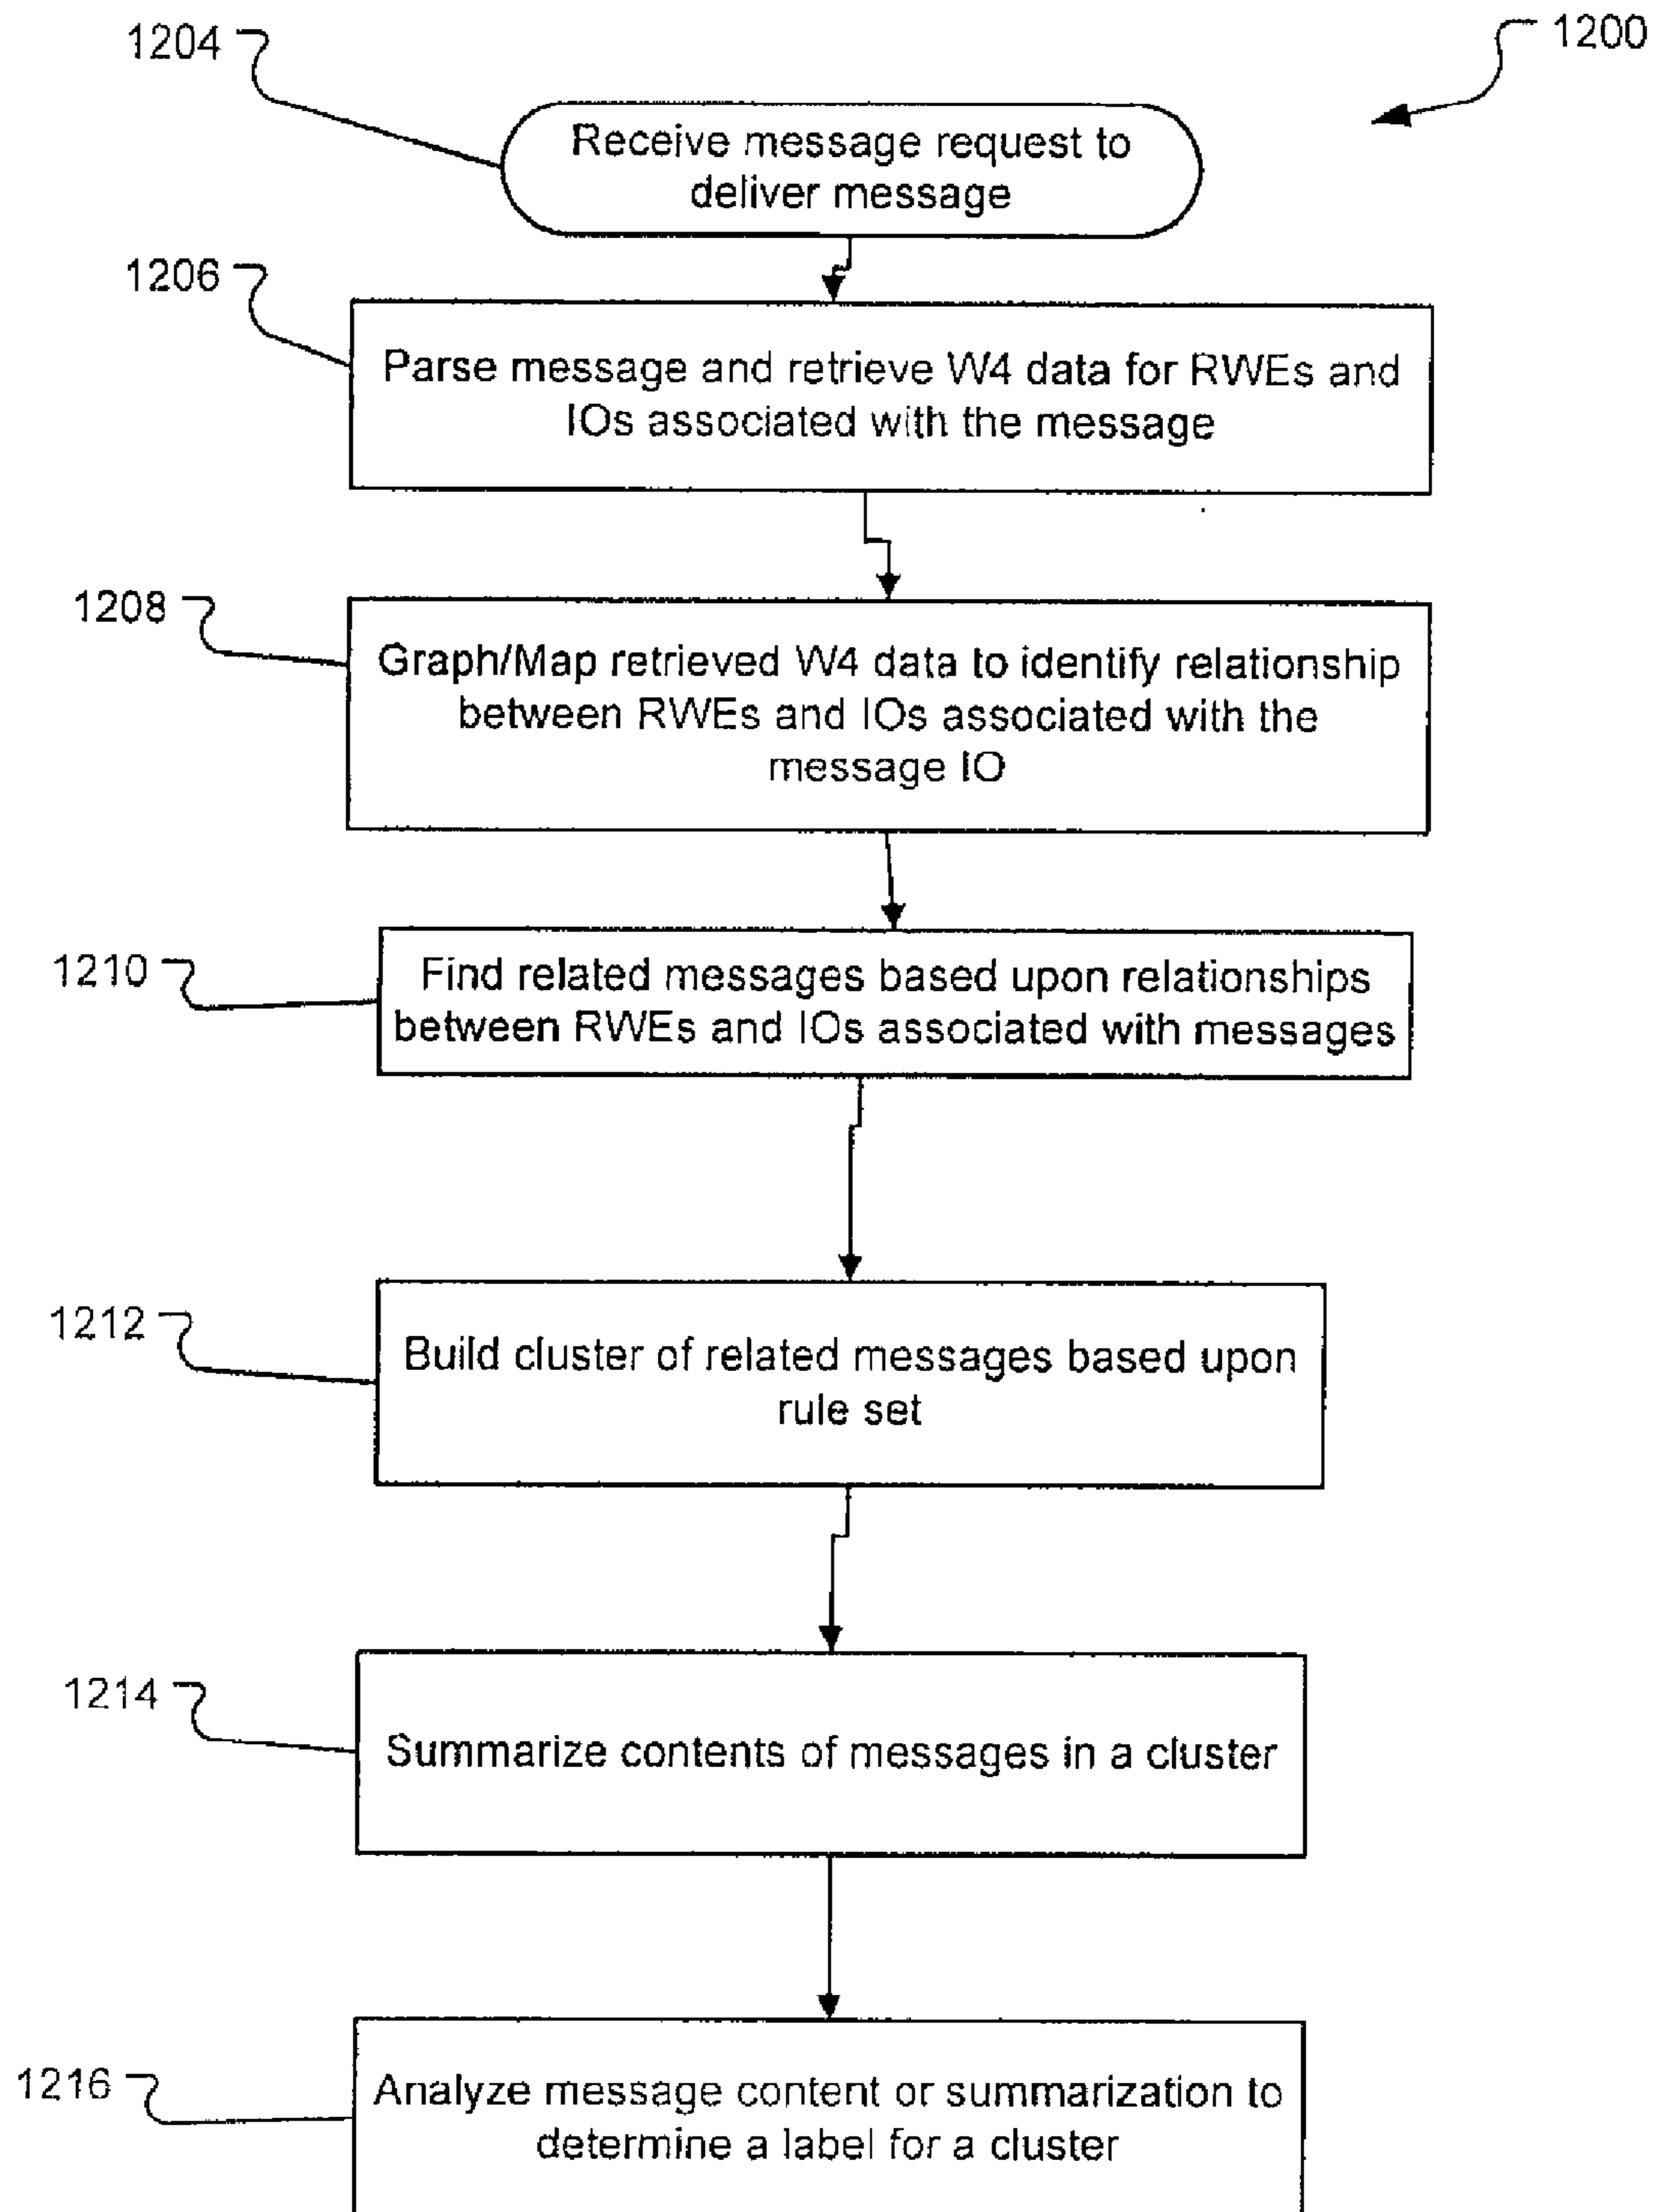 1204
1200
Receive message request to
deliver message
1206
Parse message and retrieve W4 data for RWEs and
IOs associated with the message
1208
Graph/Map retrieved W4 data to identify relationship
between RWEs and IOs associated with the
message IO
1210
Find related messages based upon relationships
between RWEs and IOs associated with messages
1212
Build cluster of related messages based upon
rule set
1214
Summarize contents of messages in a cluster
1216
Analyze message content or summarization to
determine a label for a cluster